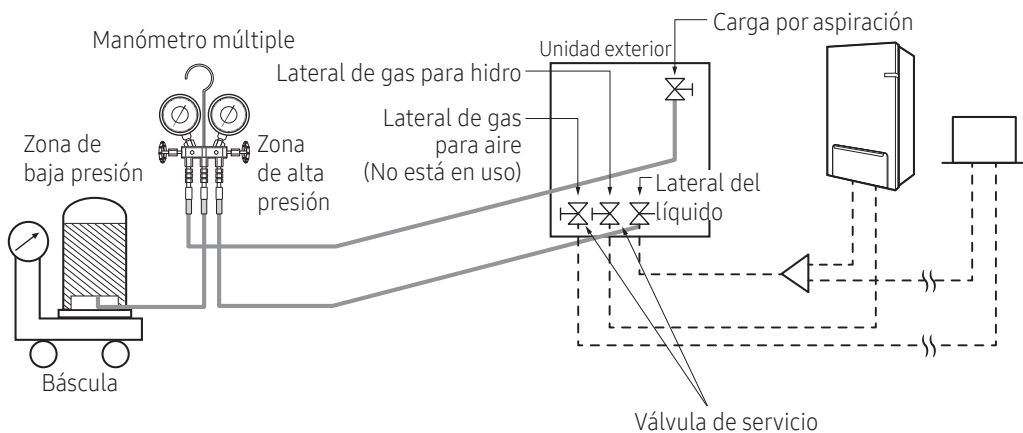 Manómetro múltiple
Carga por aspiración
Unidad exterior
Lateral de gas para hidro
Lateral de gas
para aire
(No está en uso)
Zona de
baja presión
Zona
de alta
presión
Lateral del
líquido
Báscula
Válvula de servicio